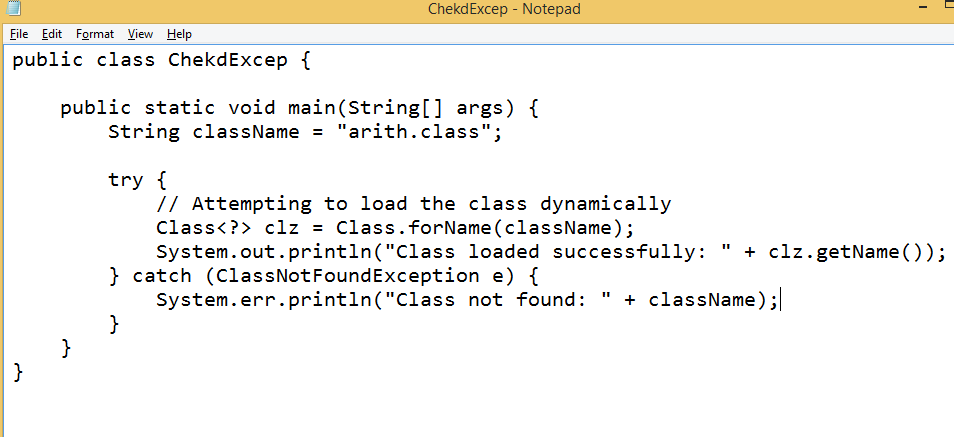 ChekdExcep - Notepad
File Edit Format View Help
public class ChekdExcep {
    public static void main(String[] args) {
        String className = "arith.class";
        try {
            // Attempting to load the class dynamically
            Class<?> clz = Class.forName(className);
            System.out.println("Class loaded successfully: " + clz.getName());
        } catch (ClassNotFoundException e) {
            System.err.println("Class not found: " + className);
        }
    }
}